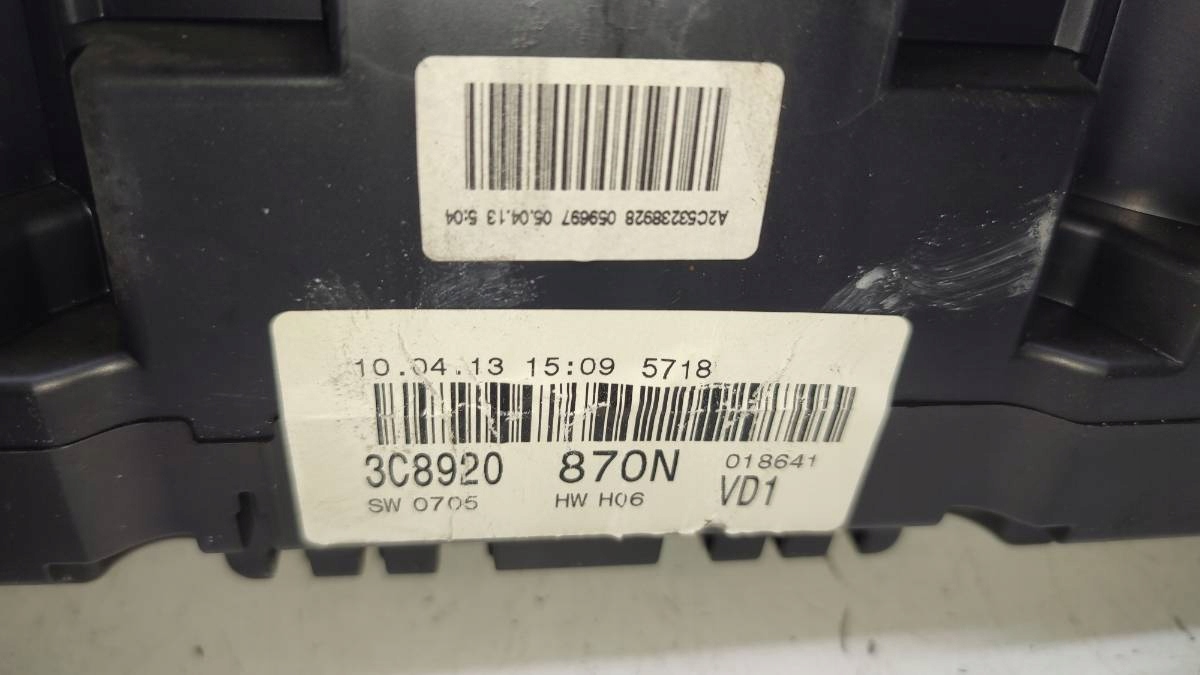 A2C53238928 059697 05.04.13 5:04
10.04.13 15:09 5718
3C8920 870N 018641
SW 0705 HW H06 VD1